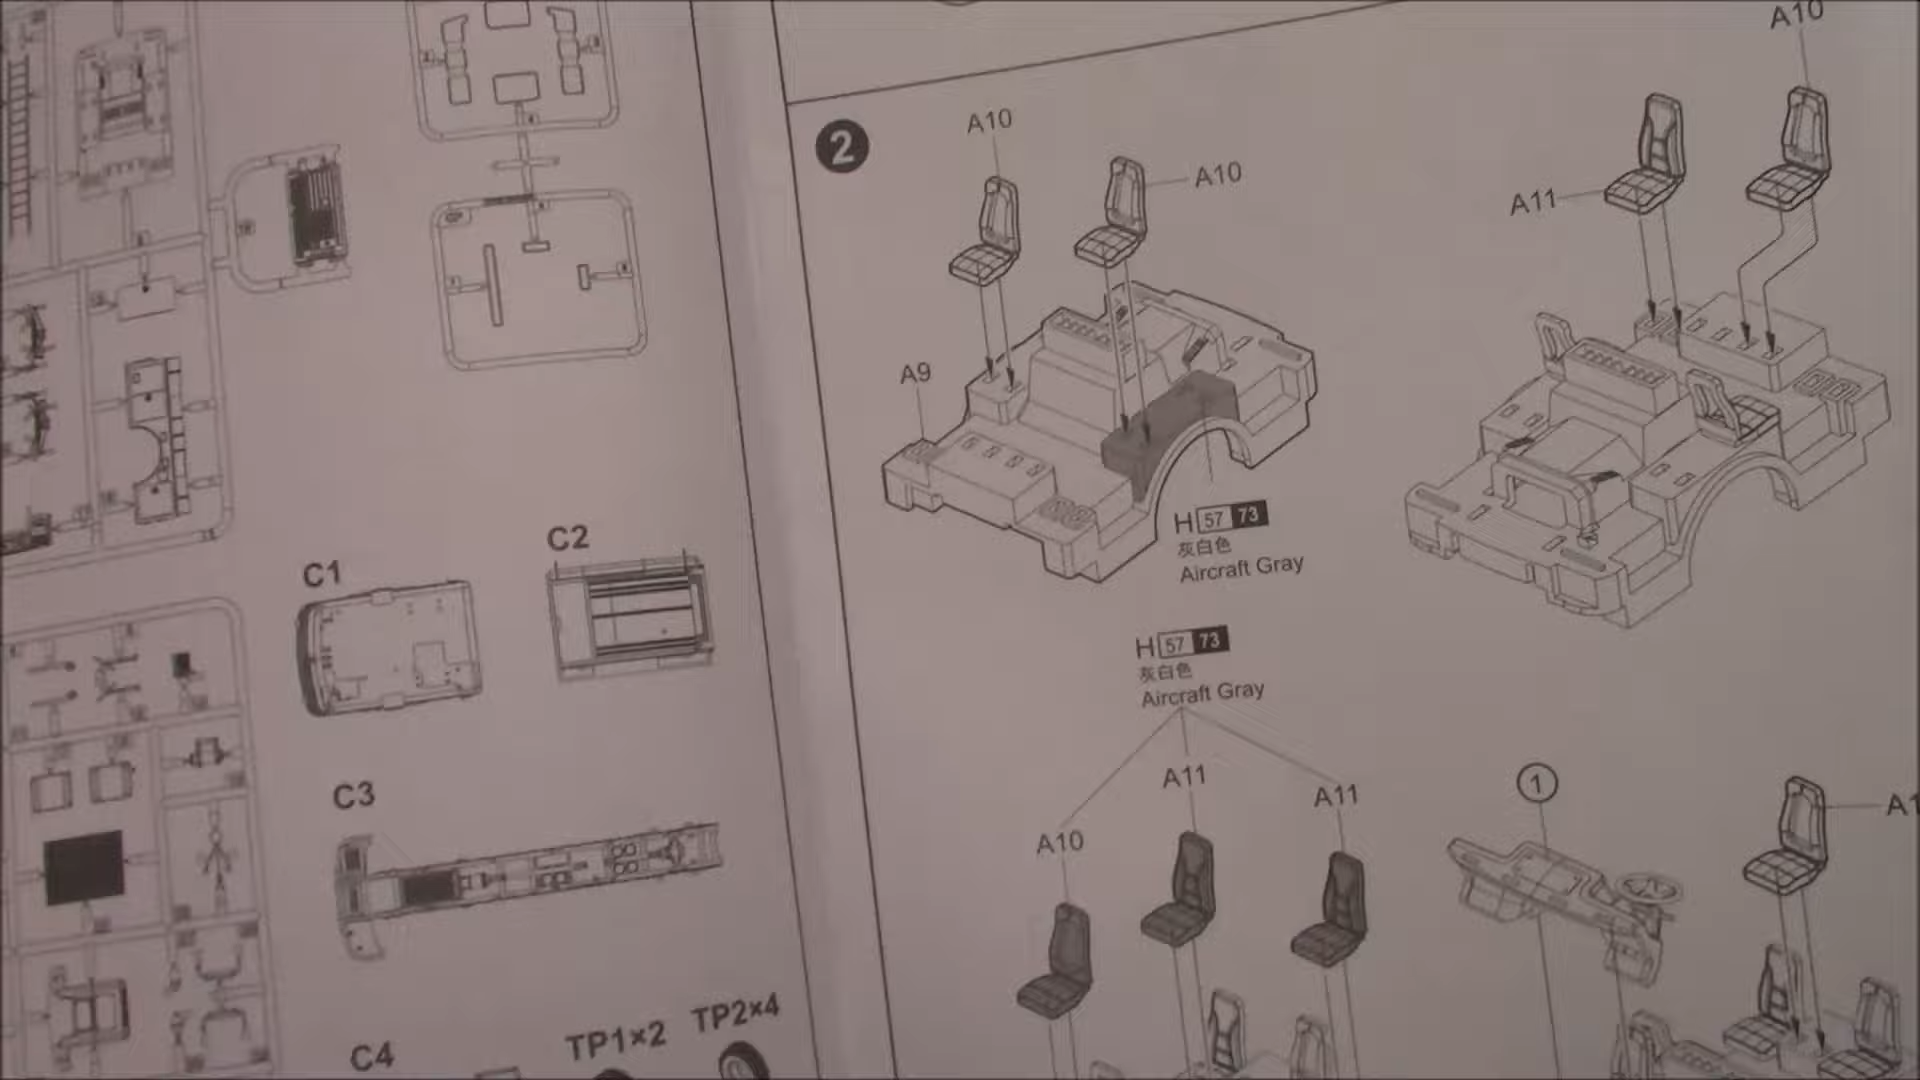 C1
C2
C3
C4
TP1×2
TP2×4
2
A10
A10
A9
H 57 73
灰白色
Aircraft Gray
A10
A11
H 57 73
灰白色
Aircraft Gray
A10
A11
A11
1